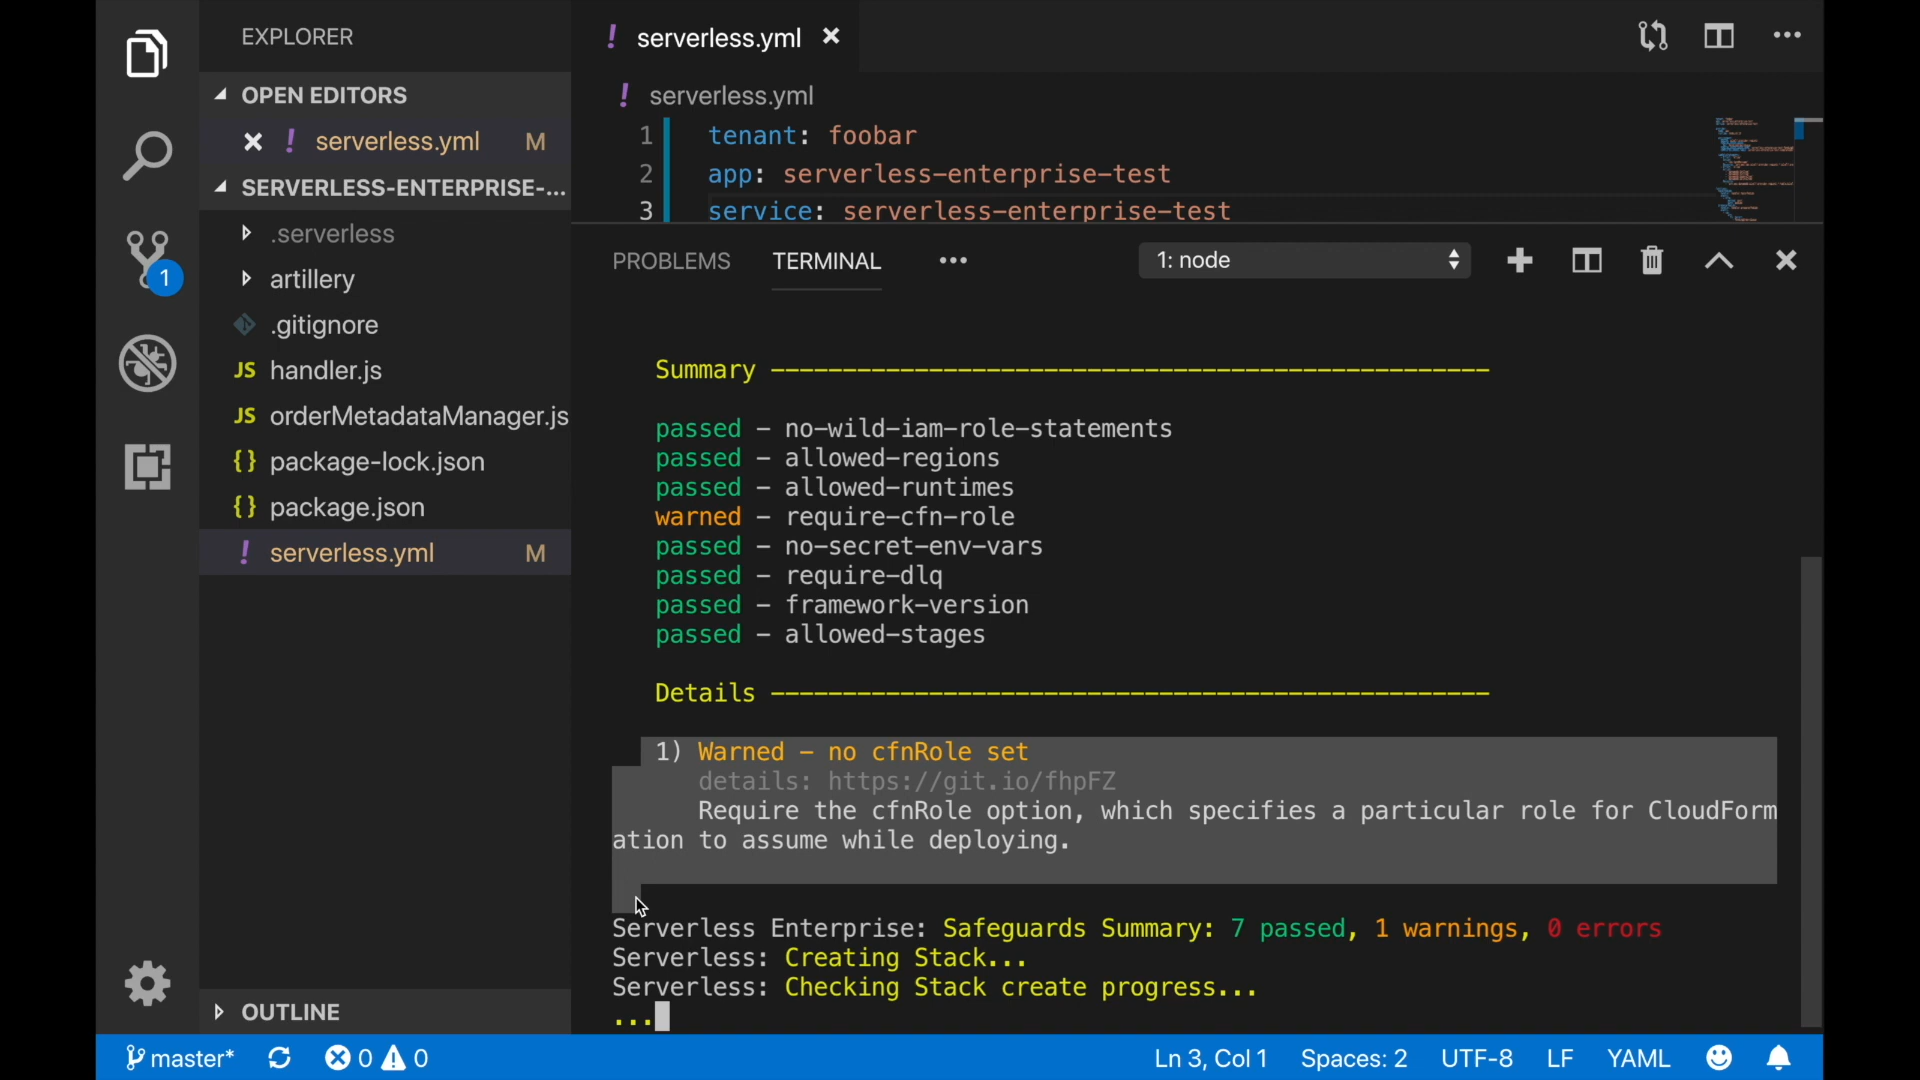 EXPLORER
OPEN EDITORS
serverless.yml M
SERVERLESS-ENTERPRISE-...
.serverless
artillery
.gitignore
JS handler.js
JS orderMetadataManager.js
{} package-lock.json
{} package.json
! serverless.yml M
OUTLINE
1
! serverless.yml
! serverless.yml
1 tenant: foobar
2 app: serverless-enterprise-test
3 service: serverless-enterprise-test
PROBLEMS TERMINAL ... 1: node
Summary --------------------------------------------------
passed - no-wild-iam-role-statements
passed - allowed-regions
passed - allowed-runtimes
warned - require-cfn-role
passed - no-secret-env-vars
passed - require-dlq
passed - framework-version
passed - allowed-stages
Details --------------------------------------------------
1) Warned - no cfnRole set
details: https://git.io/fhpFZ
Require the cfnRole option, which specifies a particular role for CloudForm
ation to assume while deploying.
Serverless Enterprise: Safeguards Summary: 7 passed, 1 warnings, 0 errors
Serverless: Creating Stack...
Serverless: Checking Stack create progress...
...
master* 0 0 Ln 3, Col 1 Spaces: 2 UTF-8 LF YAML